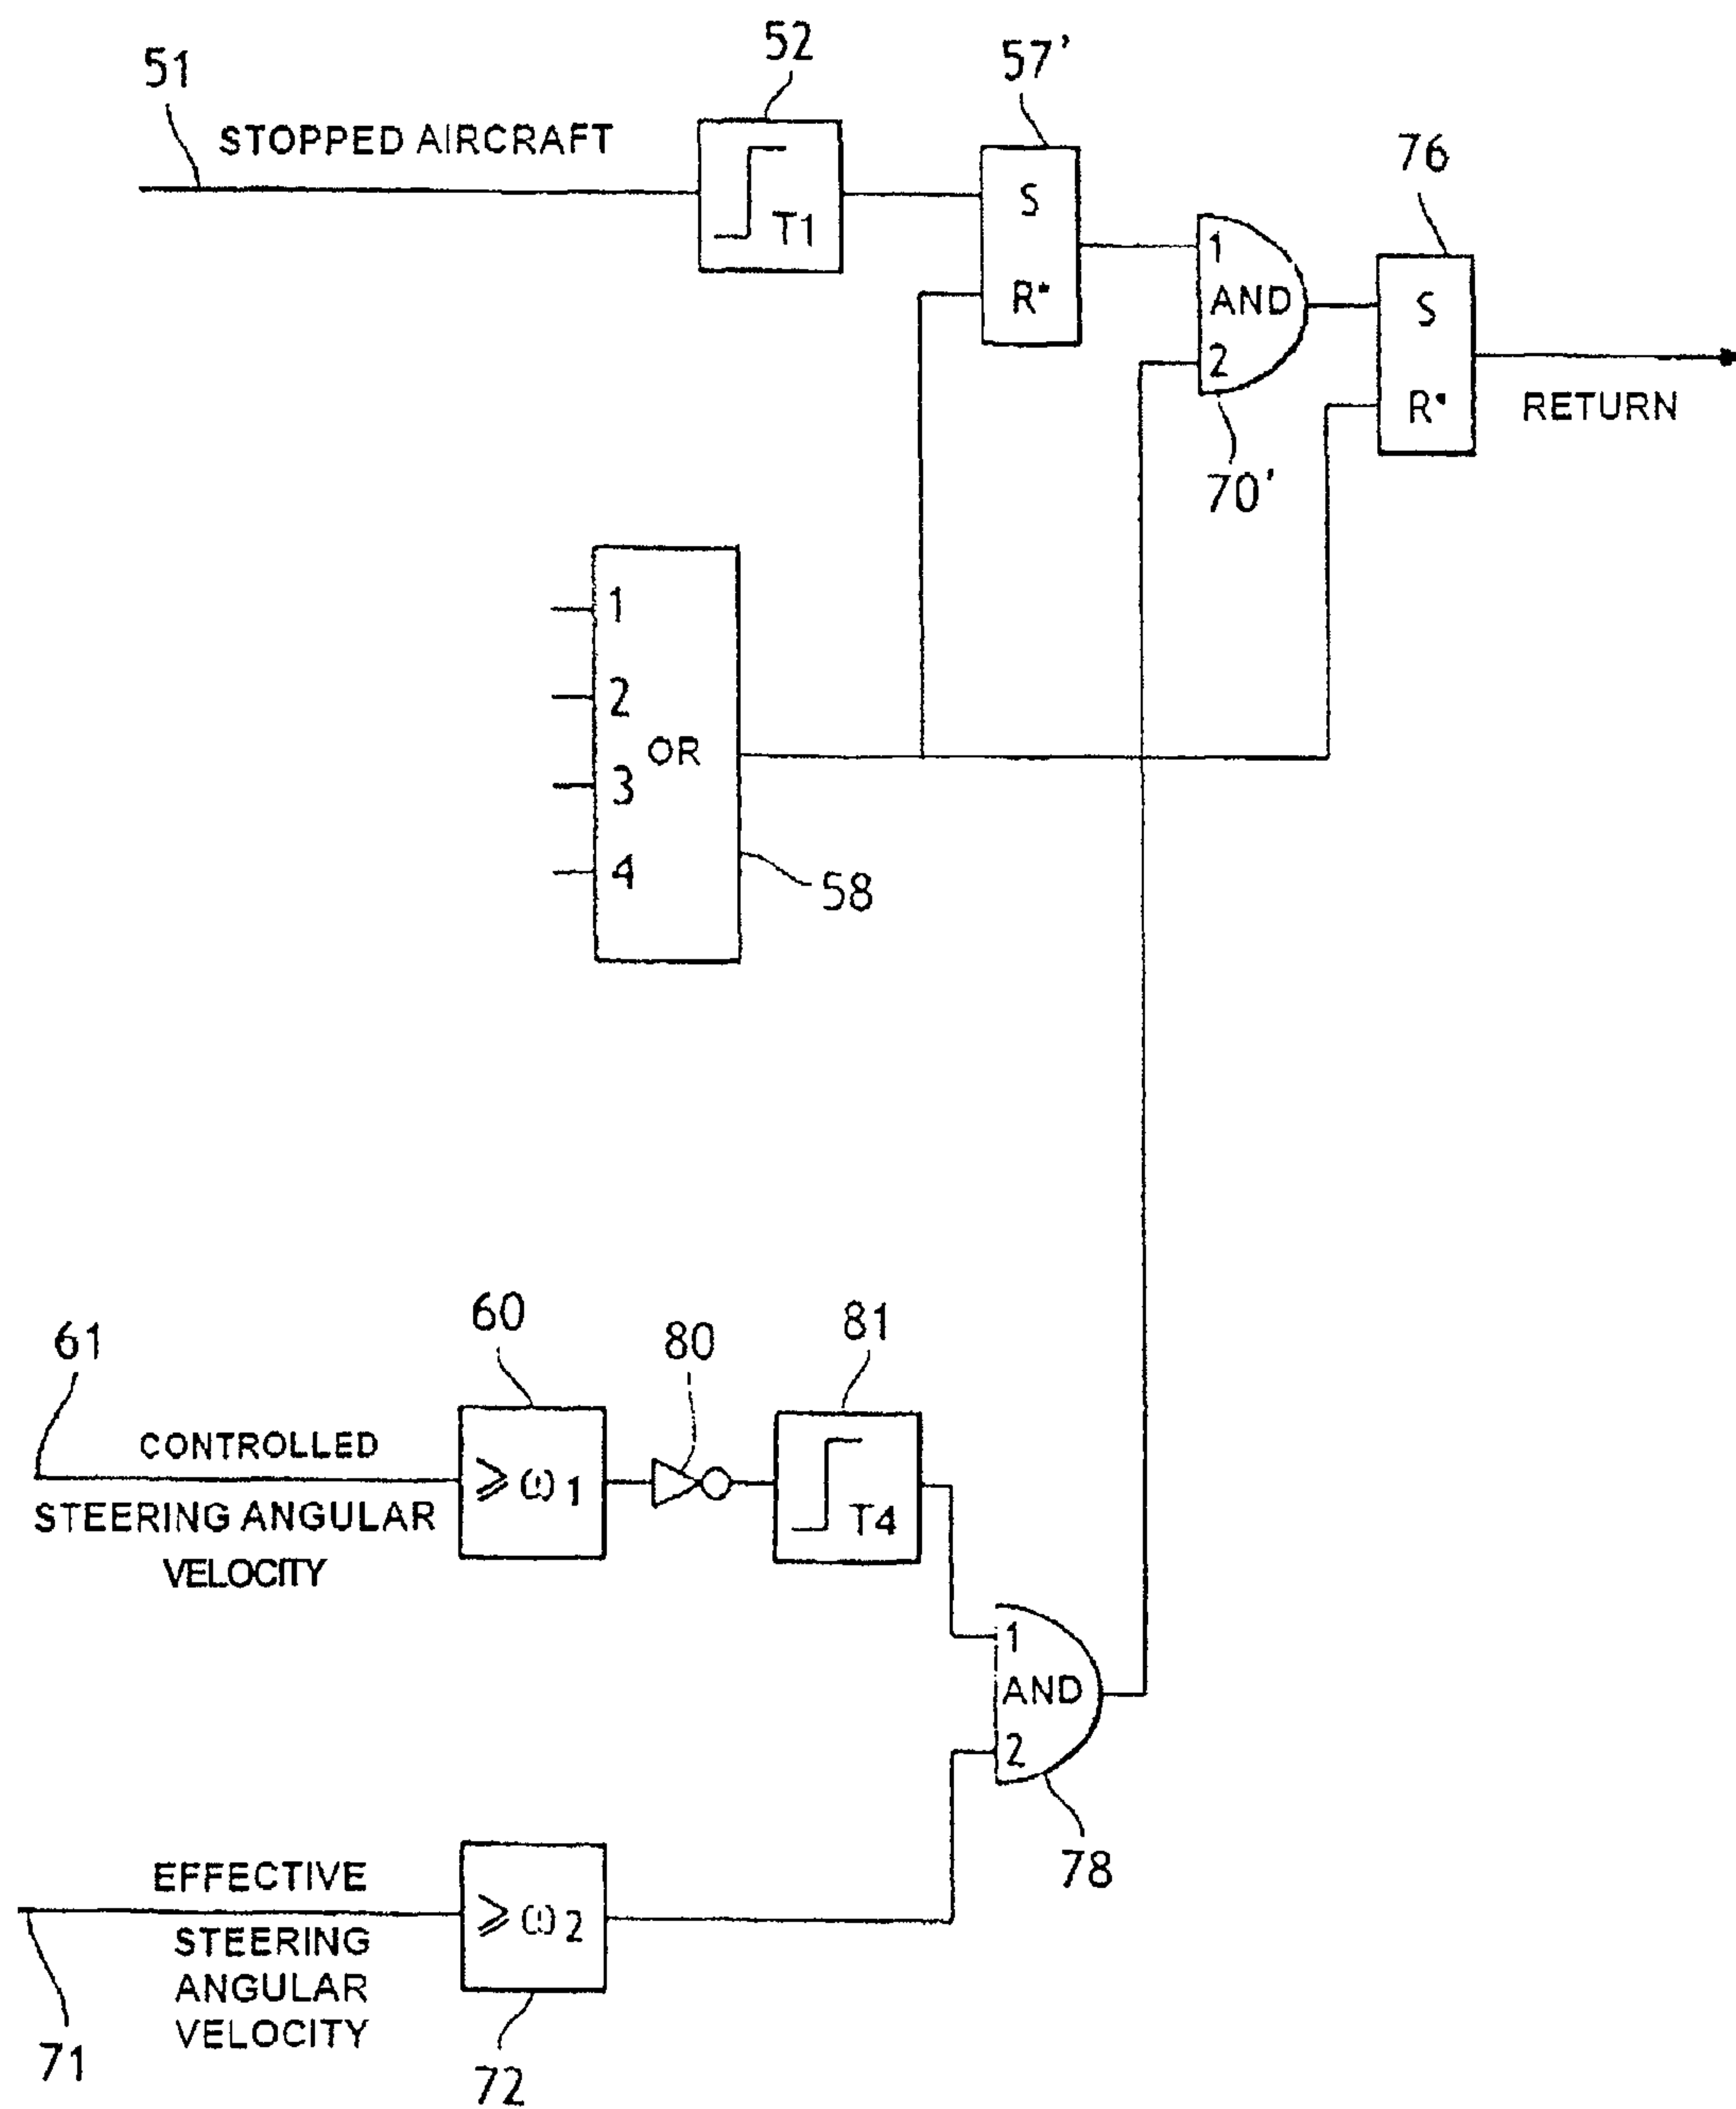 52
57'
51
STOPPED AIRCRAFT
76
T1
S
R*
1
AND
2
S
R*
RETURN
70'
1
2
OR
3
4
58
60
80
81
61
CONTROLLED
STEERING ANGULAR
VELOCITY
≥ ω1
T4
1
AND
2
78
EFFECTIVE
STEERING
ANGULAR
VELOCITY
≥ ω2
71
72